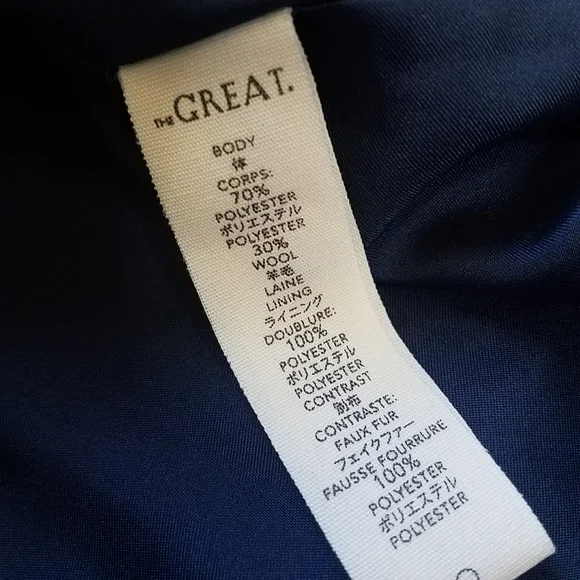 THE GREAT.
BODY
体
CORPS:
70%
POLYESTER
ポリエステル
POLYESTER
30%
WOOL
羊毛
LAINE
LINING
ライニング
DOUBLURE:
100%
POLYESTER
ポリエステル
POLYESTER
CONTRAST
別布
CONTRASTE:
FAUX FUR
フェイクファー
FAUSSE FOURRURE
100%
POLYESTER
ポリエステル
POLYESTER